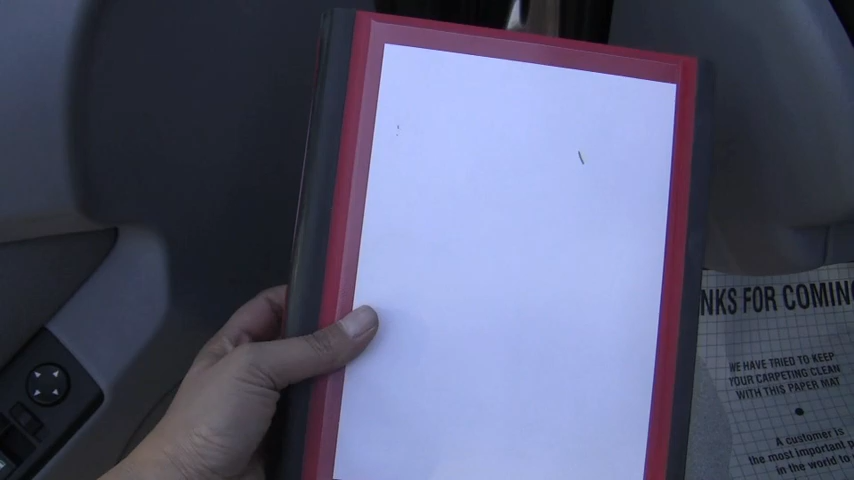 NKS FOR COMING
WE HAVE TRIED TO KEEP
YOUR CARPETING CLEAN
WITH THIS PAPER MAT
A customer is
the most important
in the world to